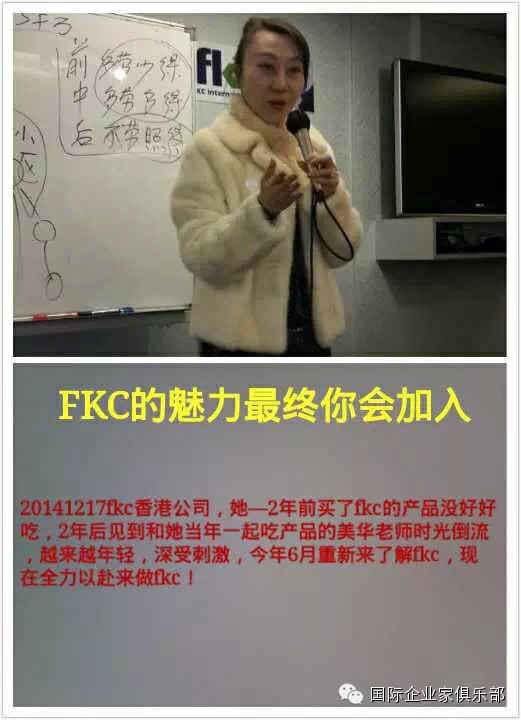 前 多劳少得
中 多劳多得
后 不劳照得
小
区
fk
KC Interna
FKC的魅力最终你会加入
20141217fkc香港公司，她—2年前买了fkc的产品没好好
吃，2年后见到和她当年一起吃产品的美华老师时光倒流
，越来越年轻，深受刺激，今年6月重新来了解fkc，现
在全力以赴来做fkc！
国际企业家俱乐部